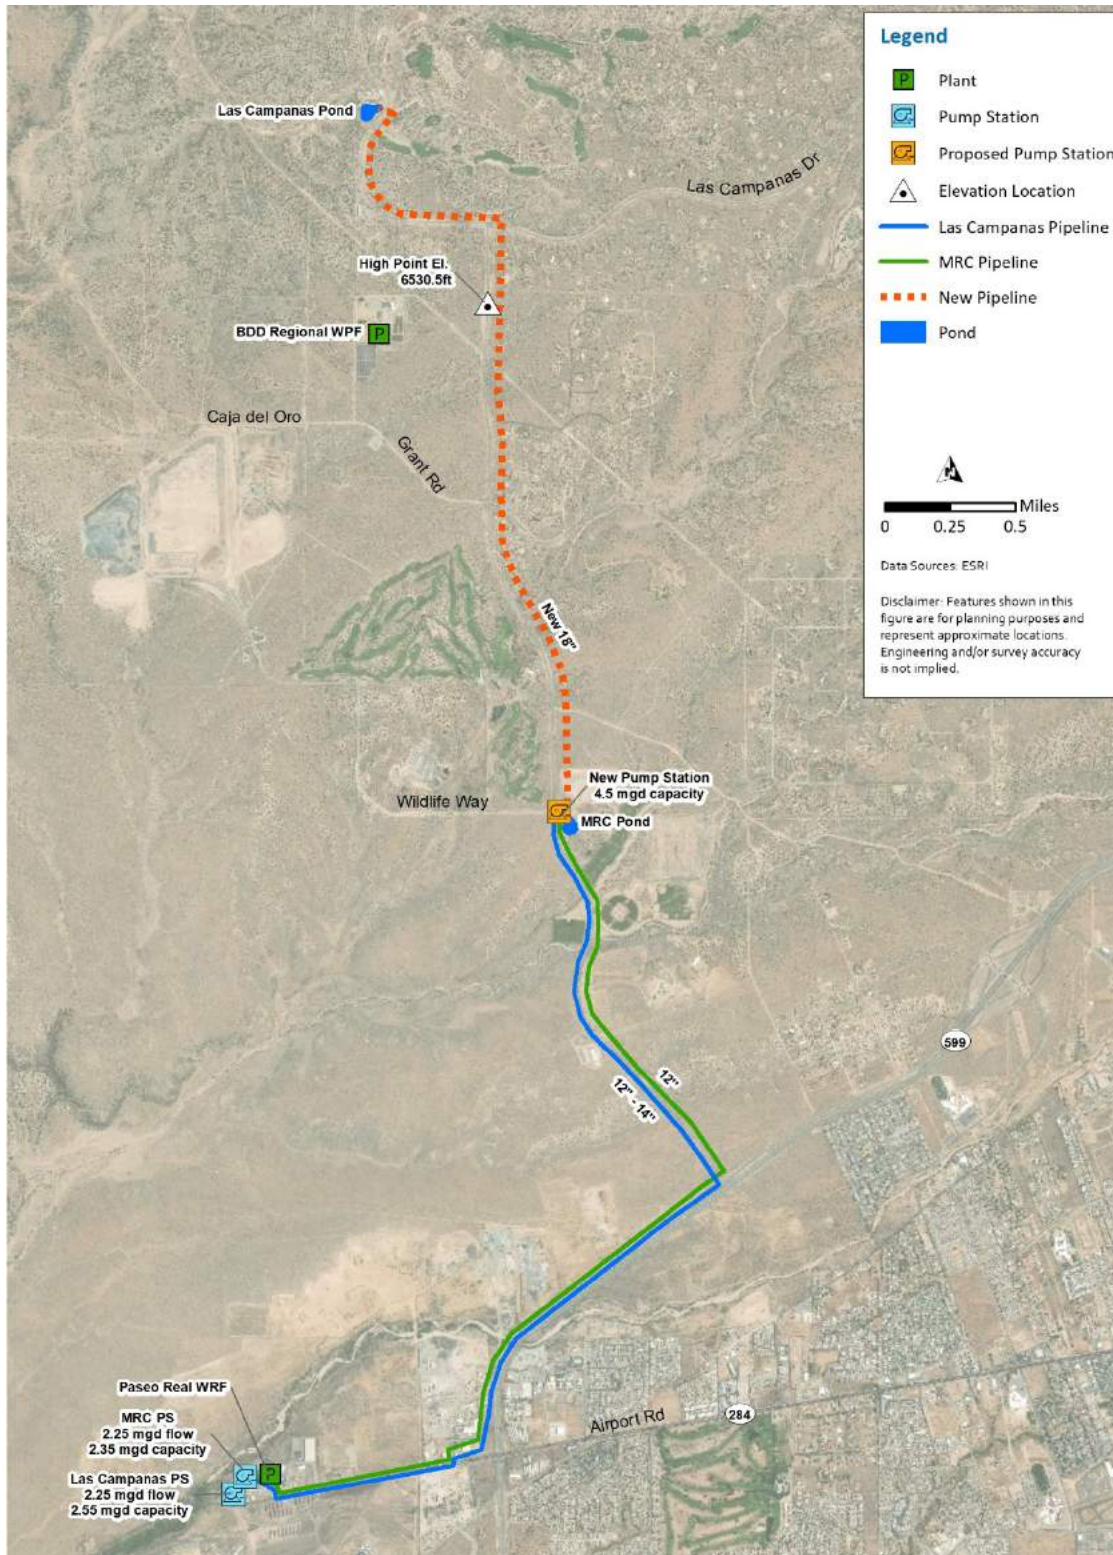 Legend
P Plant
Pump Station
Proposed Pump Station
Elevation Location
Las Campanas Pipeline
MRC Pipeline
New Pipeline
Pond
N
Miles
0 0.25 0.5
Data Sources: ESRI
Disclaimer: Features shown in this
figure are for planning purposes and
represent approximate locations.
Engineering and/or survey accuracy
is not implied.
Las Campanas Pond
Las Campanas Dr
High Point El.
6530.5ft
BDD Regional WPF
P
Caja del Oro
Grant Rd
New 18"
New Pump Station
4.5 mgd capacity
Wildlife Way
MRC Pond
599
12"
12" - 14"
Paseo Real WRF
MRC PS
2.25 mgd flow
2.35 mgd capacity
P
Las Campanas PS
2.25 mgd flow
2.55 mgd capacity
Airport Rd
284